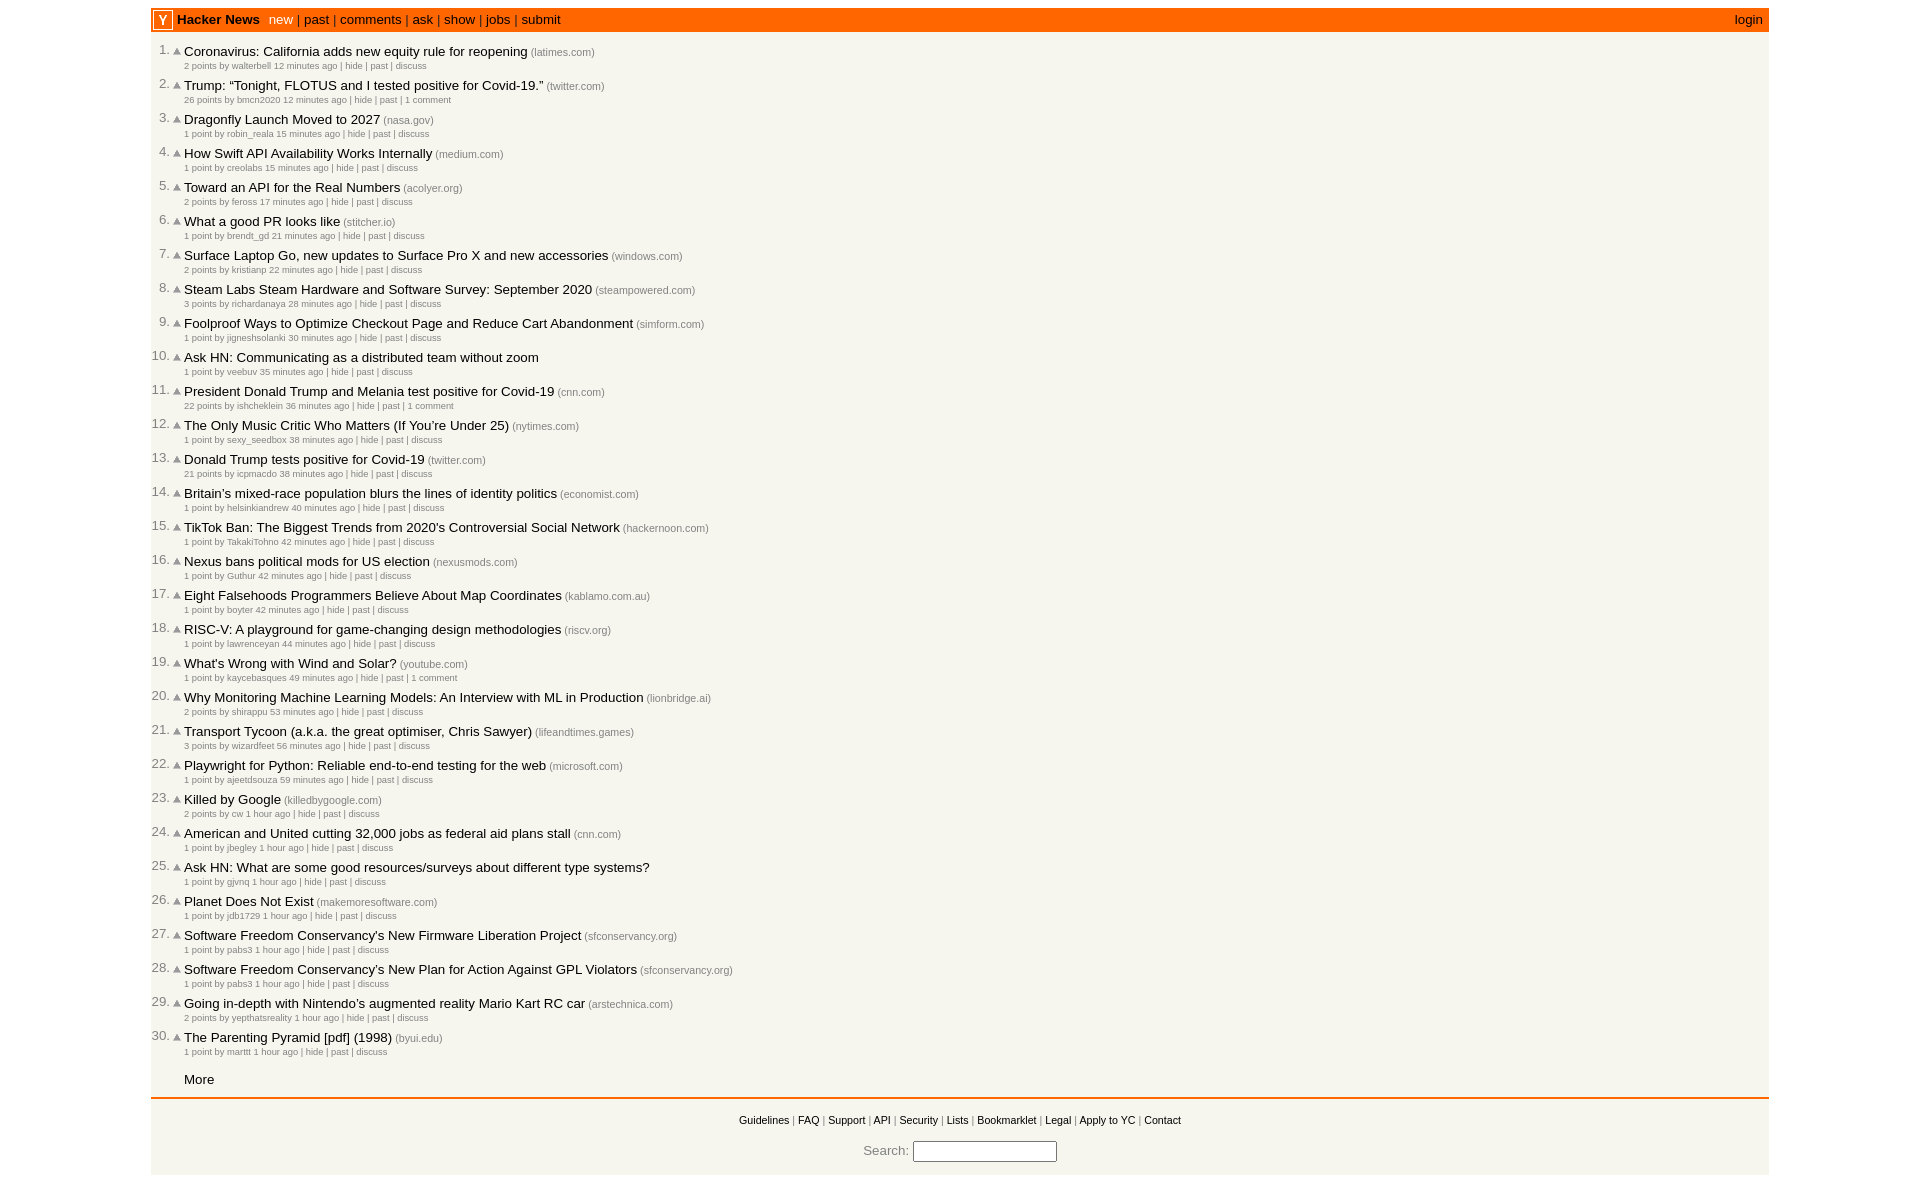 Y Hacker News new | past | comments | ask | show | jobs | submit login
1. Coronavirus: California adds new equity rule for reopening (latimes.com)
2 points by walterbell 12 minutes ago | hide | past | discuss
2. Trump: “Tonight, FLOTUS and I tested positive for Covid-19.” (twitter.com)
26 points by bmcn2020 12 minutes ago | hide | past | 1 comment
3. Dragonfly Launch Moved to 2027 (nasa.gov)
1 point by robin_reala 15 minutes ago | hide | past | discuss
4. How Swift API Availability Works Internally (medium.com)
1 point by creolabs 15 minutes ago | hide | past | discuss
5. Toward an API for the Real Numbers (acolyer.org)
2 points by feross 17 minutes ago | hide | past | discuss
6. What a good PR looks like (stitcher.io)
1 point by brendt_gd 21 minutes ago | hide | past | discuss
7. Surface Laptop Go, new updates to Surface Pro X and new accessories (windows.com)
2 points by kristianp 22 minutes ago | hide | past | discuss
8. Steam Labs Steam Hardware and Software Survey: September 2020 (steampowered.com)
3 points by richardanaya 28 minutes ago | hide | past | discuss
9. Foolproof Ways to Optimize Checkout Page and Reduce Cart Abandonment (simform.com)
1 point by jigneshsolanki 30 minutes ago | hide | past | discuss
10. Ask HN: Communicating as a distributed team without zoom
1 point by veebuv 35 minutes ago | hide | past | discuss
11. President Donald Trump and Melania test positive for Covid-19 (cnn.com)
22 points by ishcheklein 36 minutes ago | hide | past | 1 comment
12. The Only Music Critic Who Matters (If You’re Under 25) (nytimes.com)
1 point by sexy_seedbox 38 minutes ago | hide | past | discuss
13. Donald Trump tests positive for Covid-19 (twitter.com)
21 points by icpmacdo 38 minutes ago | hide | past | discuss
14. Britain’s mixed-race population blurs the lines of identity politics (economist.com)
1 point by helsinkiandrew 40 minutes ago | hide | past | discuss
15. TikTok Ban: The Biggest Trends from 2020's Controversial Social Network (hackernoon.com)
1 point by TakakiTohno 42 minutes ago | hide | past | discuss
16. Nexus bans political mods for US election (nexusmods.com)
1 point by Guthur 42 minutes ago | hide | past | discuss
17. Eight Falsehoods Programmers Believe About Map Coordinates (kablamo.com.au)
1 point by boyter 42 minutes ago | hide | past | discuss
18. RISC-V: A playground for game-changing design methodologies (riscv.org)
1 point by lawrenceyan 44 minutes ago | hide | past | discuss
19. What's Wrong with Wind and Solar? (youtube.com)
1 point by kaycebasques 49 minutes ago | hide | past | 1 comment
20. Why Monitoring Machine Learning Models: An Interview with ML in Production (lionbridge.ai)
2 points by shirappu 53 minutes ago | hide | past | discuss
21. Transport Tycoon (a.k.a. the great optimiser, Chris Sawyer) (lifeandtimes.games)
3 points by wizardfeet 56 minutes ago | hide | past | discuss
22. Playwright for Python: Reliable end-to-end testing for the web (microsoft.com)
1 point by ajeetdsouza 59 minutes ago | hide | past | discuss
23. Killed by Google (killedbygoogle.com)
2 points by cw 1 hour ago | hide | past | discuss
24. American and United cutting 32,000 jobs as federal aid plans stall (cnn.com)
1 point by jbegley 1 hour ago | hide | past | discuss
25. Ask HN: What are some good resources/surveys about different type systems?
1 point by gjvnq 1 hour ago | hide | past | discuss
26. Planet Does Not Exist (makemoresoftware.com)
1 point by jdb1729 1 hour ago | hide | past | discuss
27. Software Freedom Conservancy's New Firmware Liberation Project (sfconservancy.org)
1 point by pabs3 1 hour ago | hide | past | discuss
28. Software Freedom Conservancy’s New Plan for Action Against GPL Violators (sfconservancy.org)
1 point by pabs3 1 hour ago | hide | past | discuss
29. Going in-depth with Nintendo’s augmented reality Mario Kart RC car (arstechnica.com)
2 points by yepthatsreality 1 hour ago | hide | past | discuss
30. The Parenting Pyramid [pdf] (1998) (byui.edu)
1 point by marttt 1 hour ago | hide | past | discuss
More
Guidelines | FAQ | Support | API | Security | Lists | Bookmarklet | Legal | Apply to YC | Contact
Search: